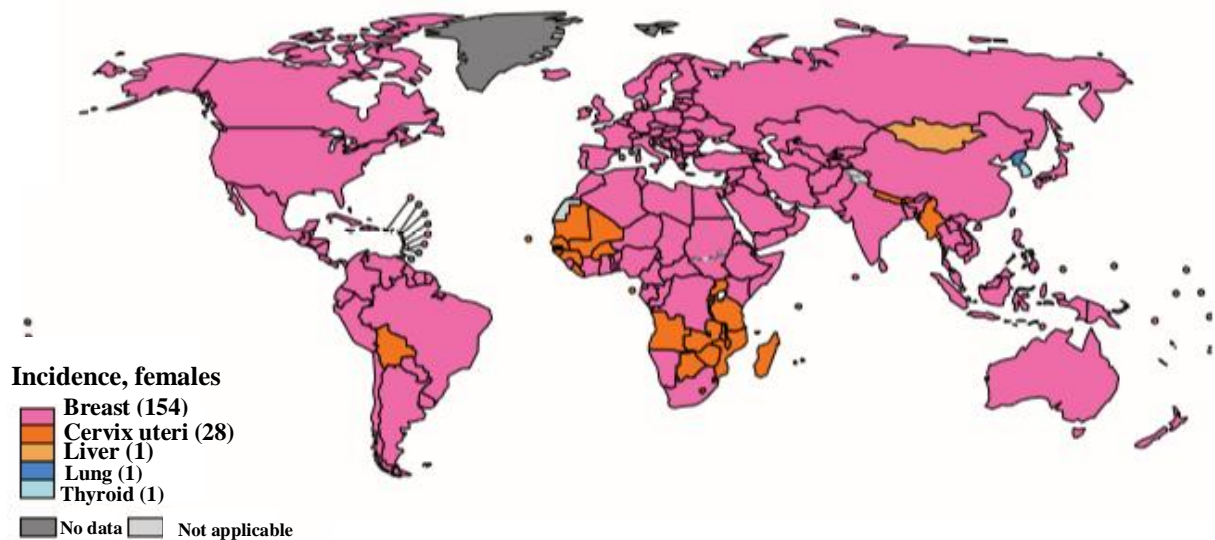 Incidence, females
Breast (154)
Cervix uteri (28)
Liver (1)
Lung (1)
Thyroid (1)
No data Not applicable